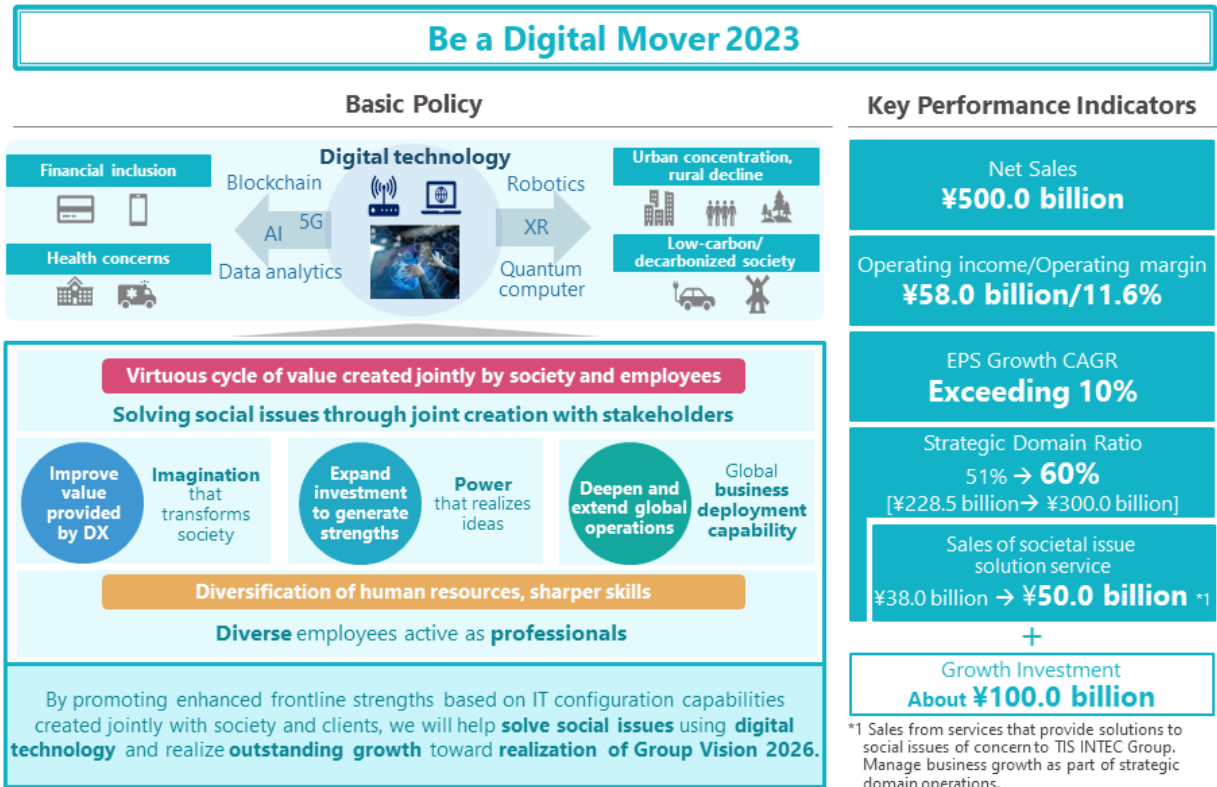 Be a Digital Mover 2023
Basic Policy
Digital technology
Financial inclusion
Health concerns
Blockchain
5G
AI
Data analytics
Robotics
XR
Quantum
computer
Urban concentration,
rural decline
Low-carbon/
decarbonized society
Virtuous cycle of value created jointly by society and employees
Solving social issues through joint creation with stakeholders
Improve
value
provided
by DX
Imagination
that
transforms
society
Expand
investment
to generate
strengths
Power
that realizes
ideas
Deepen and
extend global
operations
Global
business
deployment
capability
Diversification of human resources, sharper skills
Diverse employees active as professionals
By promoting enhanced frontline strengths based on IT configuration capabilities
created jointly with society and clients, we will help solve social issues using digital
technology and realize outstanding growth toward realization of Group Vision 2026.
Key Performance Indicators
Net Sales
¥500.0 billion
Operating income/Operating margin
¥58.0 billion/11.6%
EPS Growth CAGR
Exceeding 10%
Strategic Domain Ratio
51% → 60%
[¥228.5 billion→ ¥300.0 billion]
Sales of societal issue
solution service
¥38.0 billion → ¥50.0 billion *1
+
Growth Investment
About ¥100.0 billion
*1 Sales from services that provide solutions to
social issues of concern to TIS INTEC Group.
Manage business growth as part of strategic
domain operations.